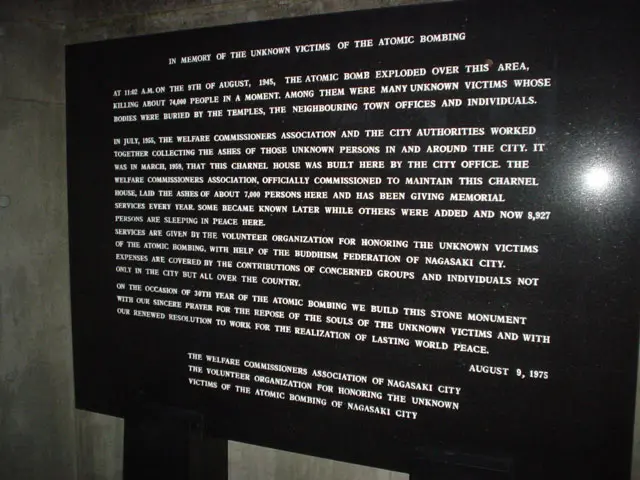 IN MEMORY OF THE UNKNOWN VICTIMS OF THE ATOMIC BOMBING
AT 11:02 A.M. ON THE 9TH OF AUGUST, 1945, THE ATOMIC BOMB EXPLODED OVER THIS AREA,
KILLING ABOUT 74,000 PEOPLE IN A MOMENT. AMONG THEM WERE MANY UNKNOWN VICTIMS WHOSE
BODIES WERE BURIED BY THE TEMPLES, THE NEIGHBOURING TOWN OFFICES AND INDIVIDUALS.
IN JULY, 1955, THE WELFARE COMMISSIONERS ASSOCIATION AND THE CITY AUTHORITIES WORKED
TOGETHER COLLECTING THE ASHES OF THOSE UNKNOWN PERSONS IN AND AROUND THE CITY. IT
WAS IN MARCH, 1959, THAT THIS CHARNEL HOUSE WAS BUILT HERE BY THE CITY OFFICE. THE
WELFARE COMMISSIONERS ASSOCIATION, OFFICIALLY COMMISSIONED TO MAINTAIN THIS CHARNEL
HOUSE, LAID THE ASHES OF ABOUT 7,000 PERSONS HERE AND HAS BEEN GIVING MEMORIAL
SERVICES EVERY YEAR. SOME BECAME KNOWN LATER WHILE OTHERS WERE ADDED AND NOW 8,927
PERSONS ARE SLEEPING IN PEACE HERE.
SERVICES ARE GIVEN BY THE VOLUNTEER ORGANIZATION FOR HONORING THE UNKNOWN VICTIMS
OF THE ATOMIC BOMBING, WITH HELP OF THE BUDDHISM FEDERATION OF NAGASAKI CITY.
EXPENSES ARE COVERED BY THE CONTRIBUTIONS OF CONCERNED GROUPS AND INDIVIDUALS NOT
ONLY IN THE CITY BUT ALL OVER THE COUNTRY.
ON THE OCCASION OF 30TH YEAR OF THE ATOMIC BOMBING WE BUILD THIS STONE MONUMENT
WITH OUR SINCERE PRAYER FOR THE REPOSE OF THE SOULS OF THE UNKNOWN VICTIMS AND WITH
OUR RENEWED RESOLUTION TO WORK FOR THE REALIZATION OF LASTING WORLD PEACE.
AUGUST 9, 1975
THE WELFARE COMMISSIONERS ASSOCIATION OF NAGASAKI CITY
THE VOLUNTEER ORGANIZATION FOR HONORING THE UNKNOWN
VICTIMS OF THE ATOMIC BOMBING OF NAGASAKI CITY